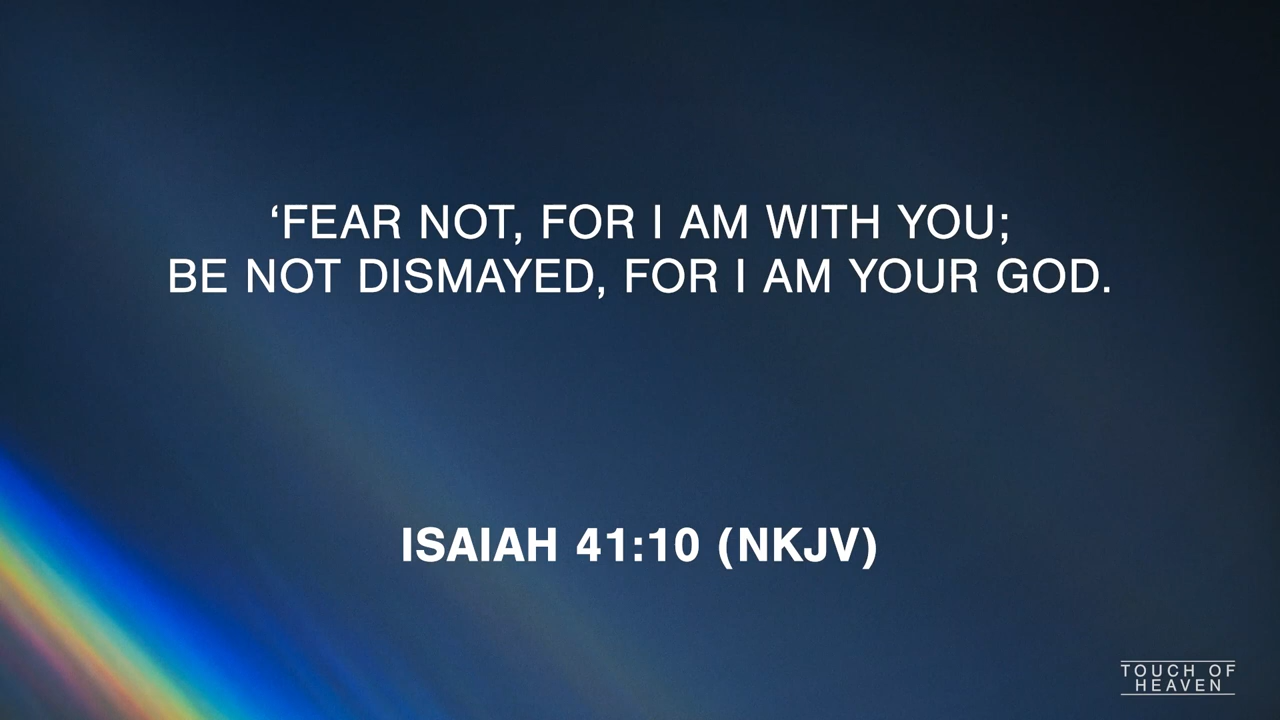 ‘FEAR NOT, FOR I AM WITH YOU;
BE NOT DISMAYED, FOR I AM YOUR GOD.
ISAIAH 41:10 (NKJV)
TOUCH OF
HEAVEN